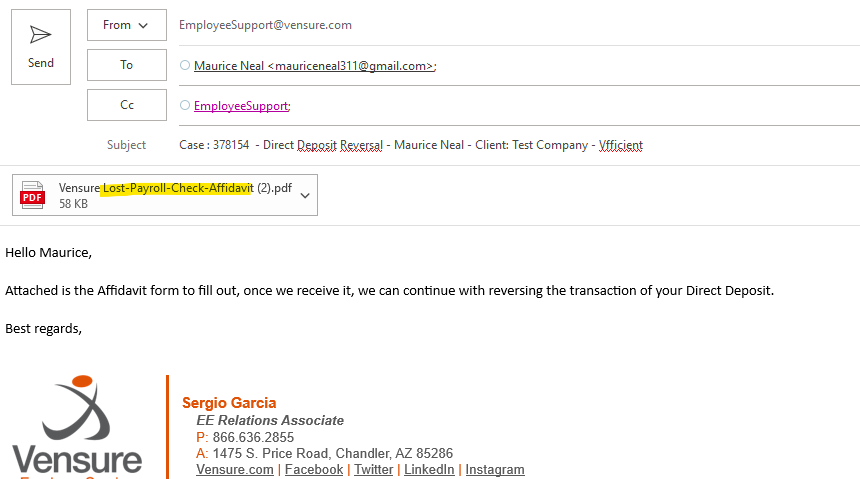 From
EmployeeSupport@vensure.com
Send
To
Maurice Neal <mauriceneal311@gmail.com>;
Cc
EmployeeSupport;
Subject
Case : 378154 - Direct Deposit Reversal - Maurice Neal - Client: Test Company - Vfficient
PDF
Vensure Lost-Payroll-Check-Affidavit (2).pdf
58 KB
Hello Maurice,
Attached is the Affidavit form to fill out, once we receive it, we can continue with reversing the transaction of your Direct Deposit.
Best regards,
Vensure
Sergio Garcia
EE Relations Associate
P: 866.636.2855
A: 1475 S. Price Road, Chandler, AZ 85286
Vensure.com | Facebook | Twitter | LinkedIn | Instagram